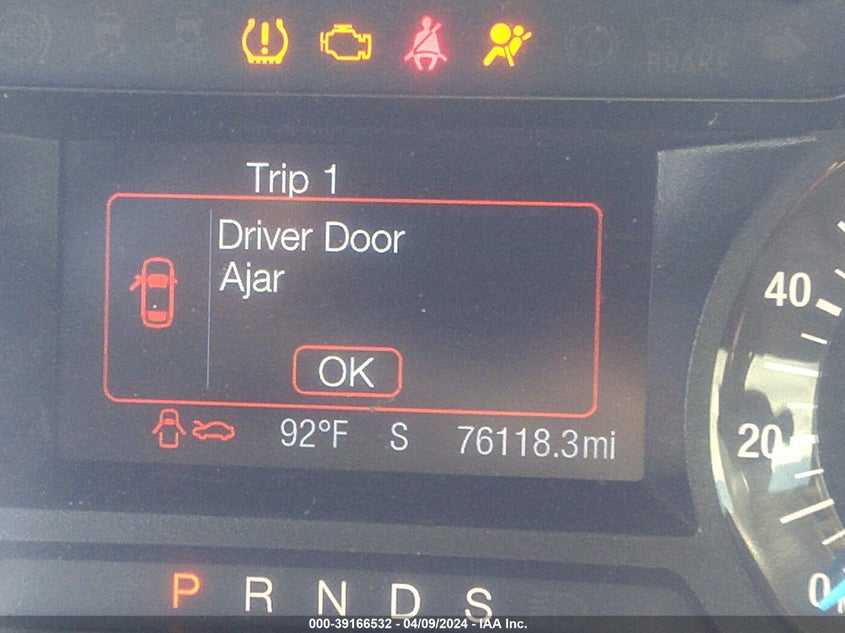 BRAKE
Trip 1
Driver Door
Ajar
OK
92°F S 76118.3mi
40
20
0
P R N D S
000-39166532 - 04/09/2024 - IAA Inc.